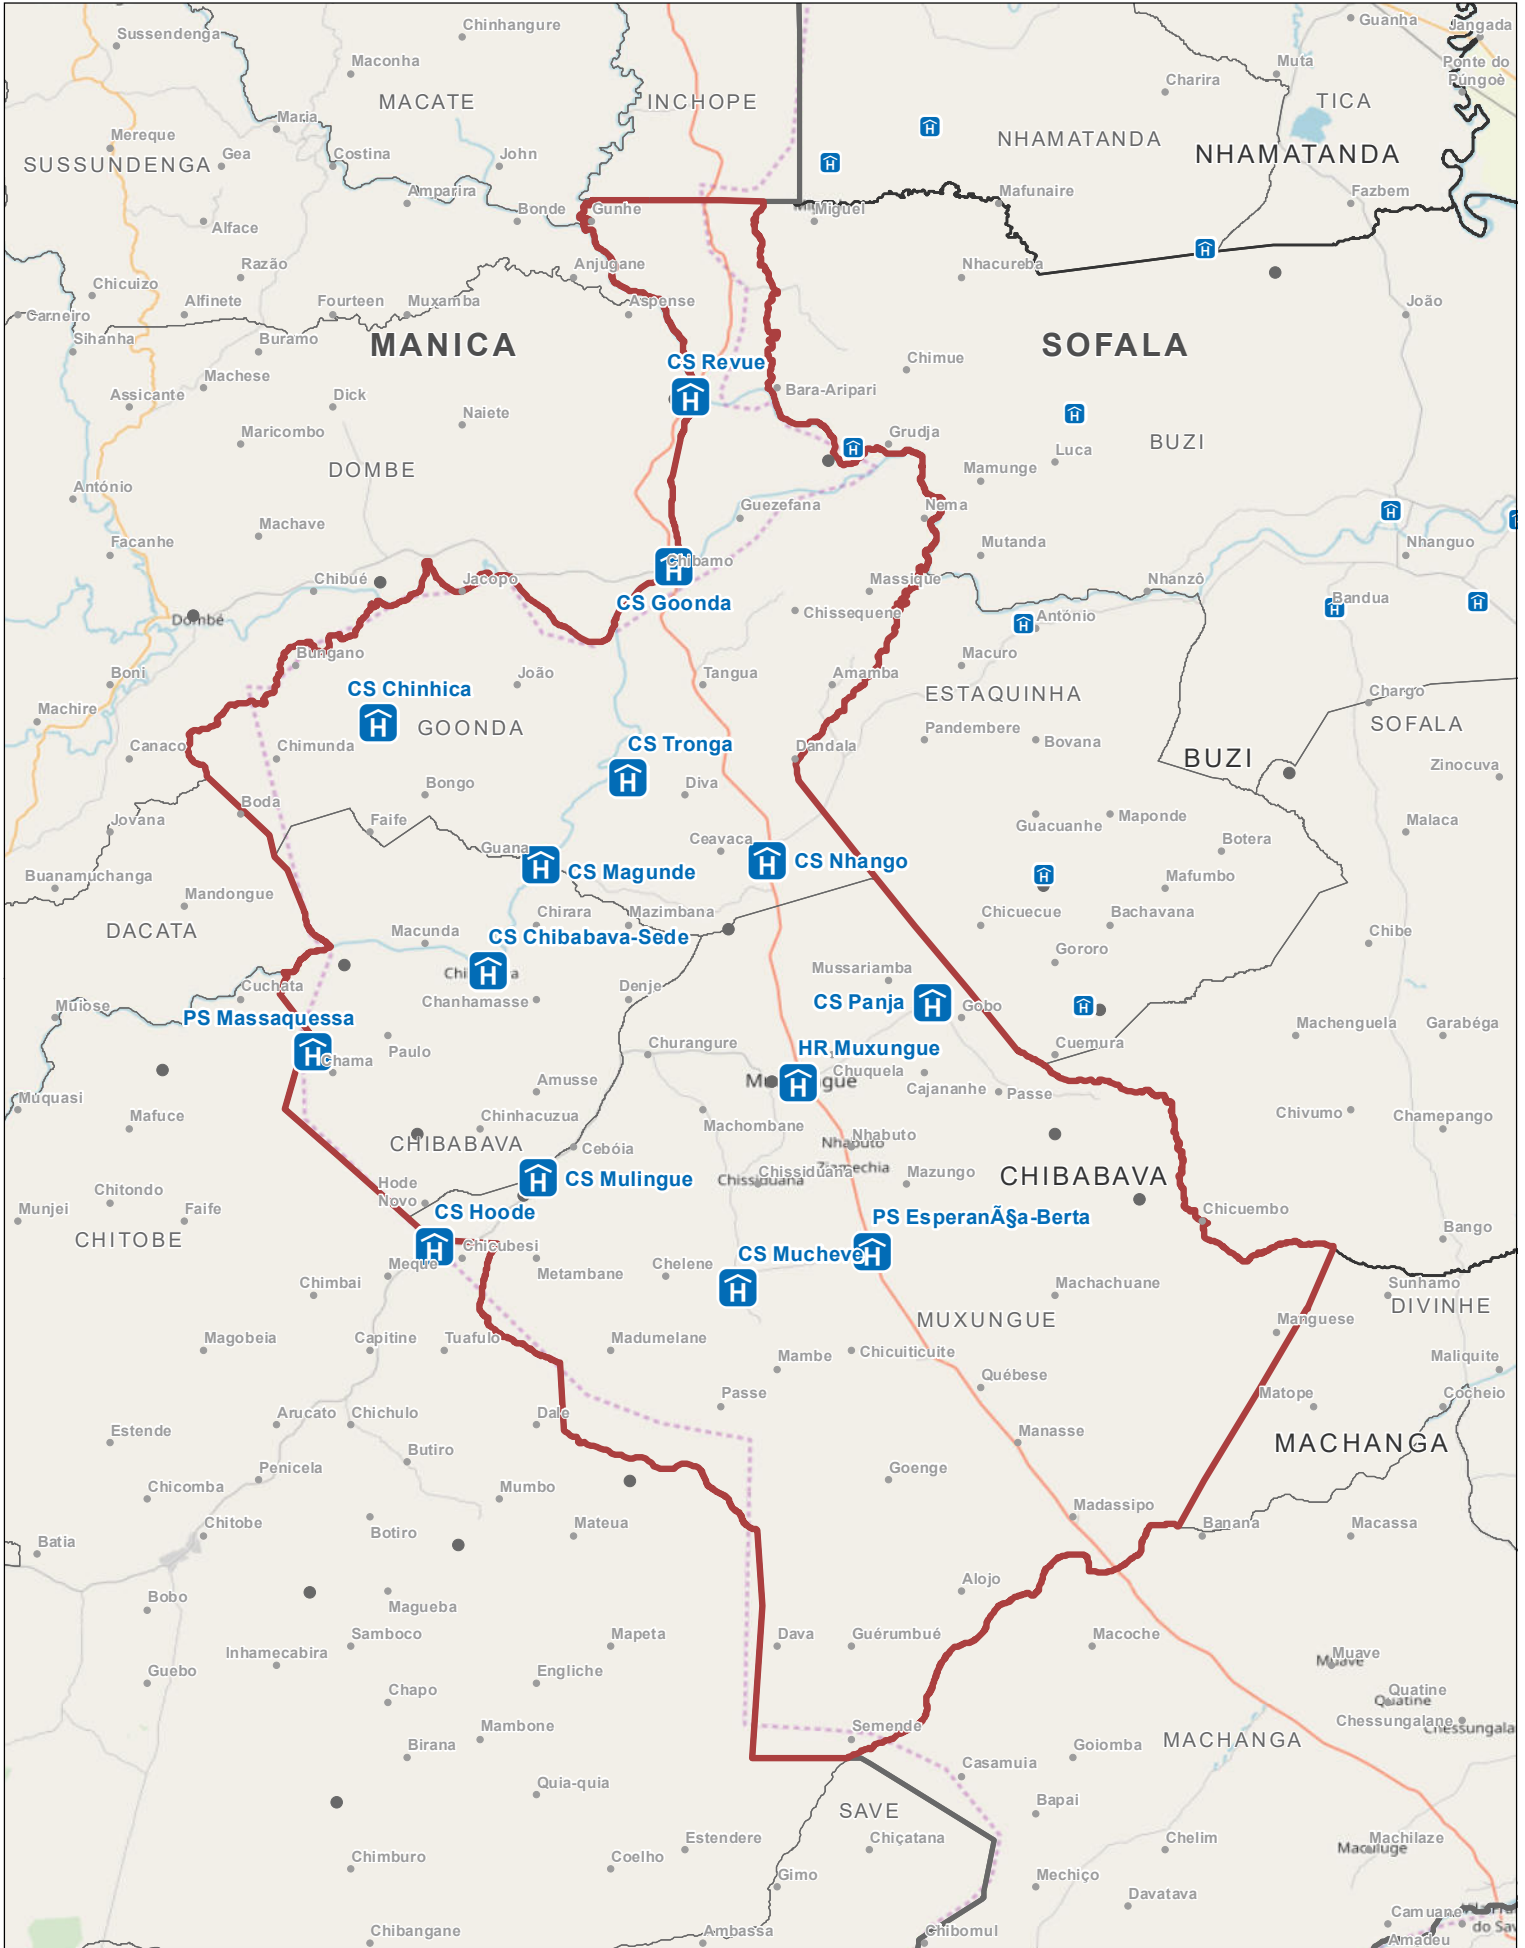 Sussendenga
Chinhangure
Guanha
Jangada
Maconha
Muta
Ponte do
Púngoè
Charira
MACATE
INCHOPE
TICA
Maria
Mereque
NHAMATANDA
NHAMATANDA
Gea
Costina
John
SUSSUNDENGA
Amparira
Mafunaire
Fazbem
Bonde
Gunhe
Miguel
Alface
Razão
Anjugane
Nhacureba
Chicuizo
Alfinete
Fourteen
Muxamba
Aspense
João
Carneiro
Sihanha
Buramo
MANICA
SOFALA
CS Revue
Chimue
Machese
Assicante
Dick
Bara-Aripari
Naiete
Maricombo
Grudja
BUZI
Luca
DOMBE
Mamunge
António
Guezefana
Nema
Machave
Facanhe
Mutanda
Nhanguo
Chibamo
Chibué
Jacopo
Massique
Nhanzô
CS Goonda
Bandua
Dombé
Chissequene
António
Bungano
Macuro
Boni
João
Tangua
Amamba
CS Chinhica
ESTAQUINHA
Chargo
Machire
GOONDA
Pandembere
SOFALA
Canaco
Chimunda
CS Tronga
Dandala
Bovana
BUZI
Zinocuva
Bongo
Diva
Boda
Jovana
Faife
Guacuanhe
Maponde
Malaca
Guana
Ceavaca
Botera
CS Magunde
CS Nhango
Buanamuchanga
Mandongue
Mafumbo
Chirara
Mazimbana
Chicuecue
Bachavana
DACATA
Macunda
CS Chibabava-Sede
Chibe
Gororo
Mussariamba
Cuchata
Chanhamasse
Denje
CS Panja
Gobo
Muiose
PS Massaquessa
Machenguela
Garabéga
Chama
Paulo
Churangure
HR Muxungue
Cuemura
Chuquela
Amusse
Cajananhe
Passe
Muquasi
Mafuce
Chinhacuzua
Machombane
Chivumo
Chamepango
CHIBABAVA
Cebóia
Nhabuto
Nhabuto
Ziamechia
Chissiduana
Chissiduana
Mazungo
CHIBABAVA
CS Mulingue
Hode
Novo
Chitondo
Munjei
Faife
CS Hoode
PS EsperanÃ§a-Berta
Chicuembo
Bango
CHITOBE
Chicubesi
CS Mucheve
Meque
Metambane
Chelene
Chimbai
Machachuane
Sunhamo
DIVINHE
MUXUNGUE
Manguese
Magobeia
Capitine
Tuafulo
Madumelane
Mambe
Chicuiticuite
Maliquite
Québese
Passe
Matope
Cocheio
Arucato
Chichulo
Dale
Estende
Manasse
MACHANGA
Butiro
Penicela
Goenge
Chicomba
Mumbo
Madassipo
Chitobe
Botiro
Mateua
Banana
Macassa
Batia
Bobo
Magueba
Alojo
Samboco
Mapeta
Dava
Guérumbué
Macoche
Inhamecabira
Muave
Muave
Guebo
Chapo
Engliche
Quatine
Quatine
Mambone
Semende
Chessungalane
Chessungala
Birana
MACHANGA
Goiomba
Casamuia
Quia-quia
Bapai
SAVE
Estendere
Chiçatana
Chelim
Machilaze
Maculuge
Chimburo
Coelho
Gimo
Mechiço
Davatava
Camuane
do Sav
Chibangane
Ambassa
Chibomul
Amadeu